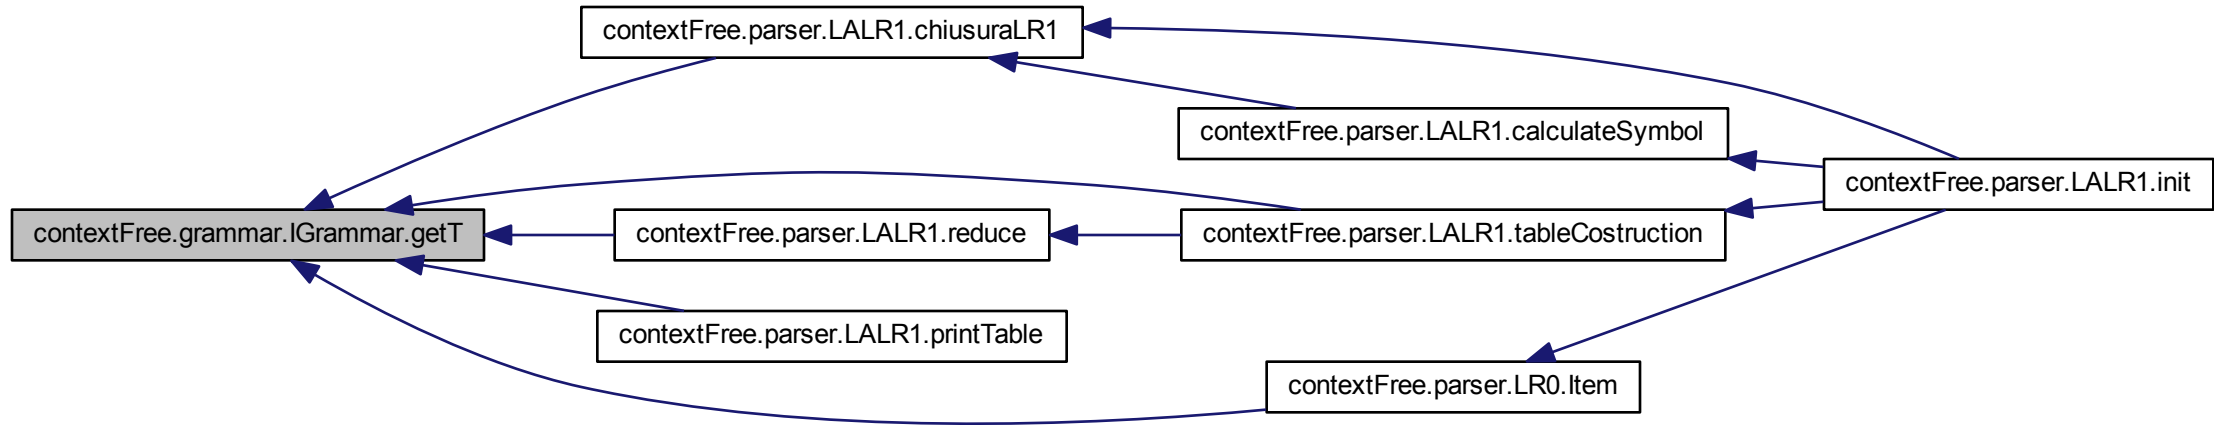 contextFree.parser.LALR1.chiusuraLR1
contextFree.parser.LALR1.calculateSymbol
contextFree.parser.LALR1.init
contextFree.grammar.IGrammar.getT
contextFree.parser.LALR1.reduce
contextFree.parser.LALR1.tableCostruction
contextFree.parser.LALR1.printTable
contextFree.parser.LR0.Item